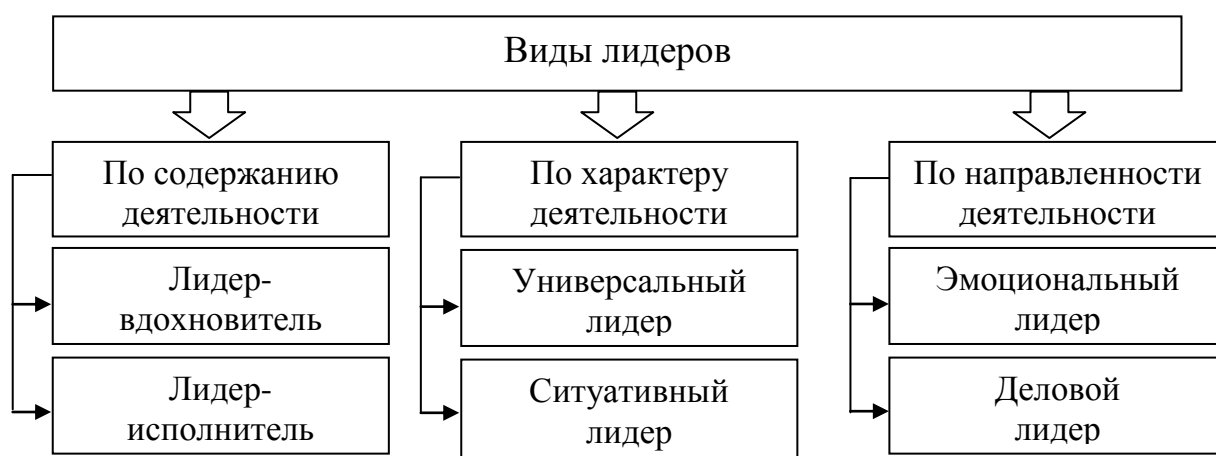 Виды лидеров
По содержанию
деятельности
Лидер-
вдохновитель
Лидер-
исполнитель
По характеру
деятельности
Универсальный
лидер
Ситуативный
лидер
По направленности
деятельности
Эмоциональный
лидер
Деловой
лидер